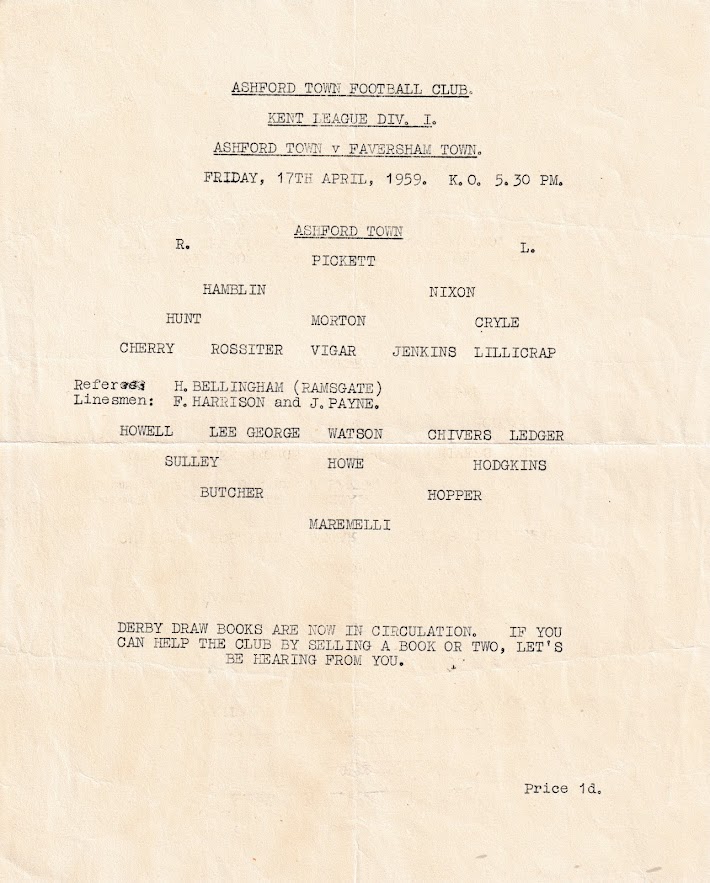 ASHFORD TOWN FOOTBALL CLUB.
KENT LEAGUE DIV. I.
ASHFORD TOWN v FAVERSHAM TOWN.
FRIDAY, 17TH APRIL, 1959. K.O. 5.30 PM.
ASHFORD TOWN
R. L.
PICKETT
HAMBLIN NIXON
HUNT MORTON CRYLE
CHERRY ROSSITER VIGAR JENKINS LILLICRAP
Referee: H. BELLINGHAM (RAMSGATE)
Linesmen: F. HARRISON and J. PAYNE.
HOWELL LEE GEORGE WATSON CHIVERS LEDGER
SULLEY HOWE HODGKINS
BUTCHER HOPPER
MAREMELLI
DERBY DRAW BOOKS ARE NOW IN CIRCULATION. IF YOU
CAN HELP THE CLUB BY SELLING A BOOK OR TWO, LET'S
BE HEARING FROM YOU.
Price 1d.